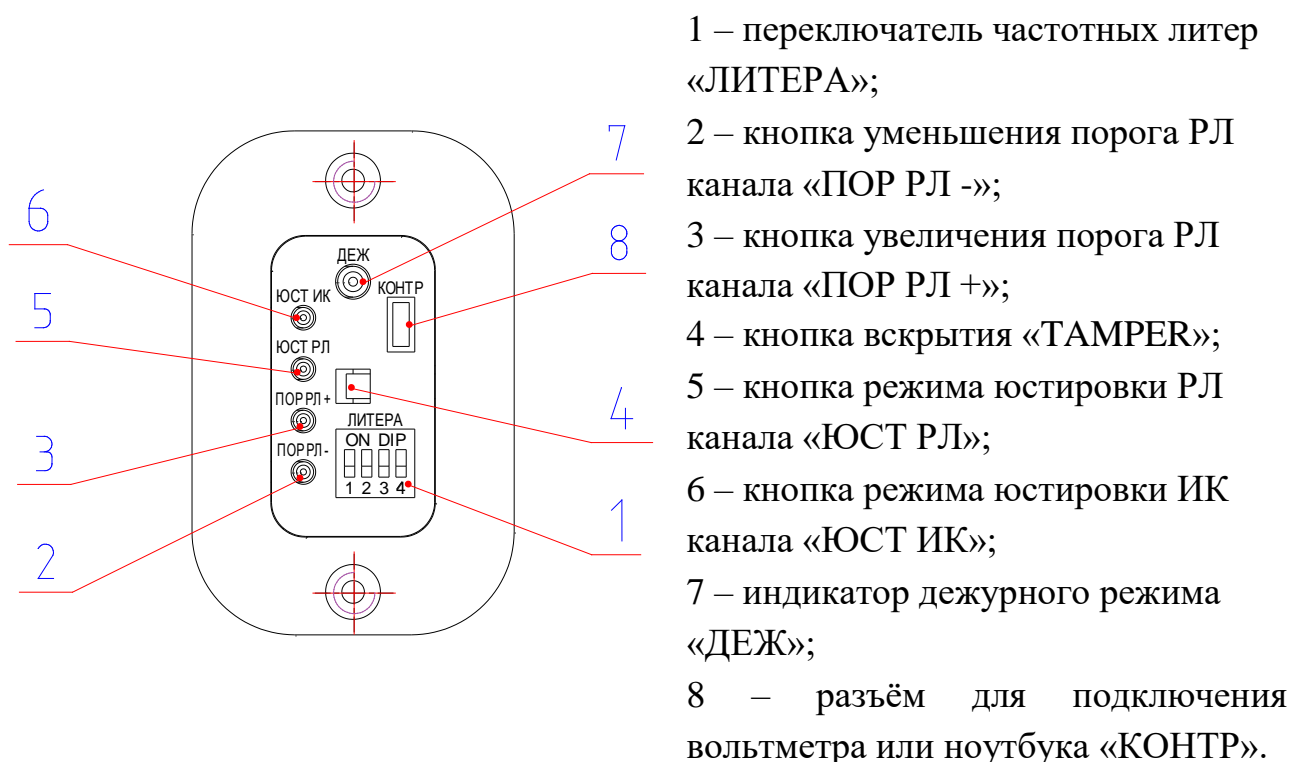 7
6
8
ДЕЖ
ЮСТ ИК
КОНТР
5
ЮСТ РЛ
ПОР РЛ +
4
ЛИТЕРА
3
ON DIP
ПОР РЛ -
1 2 3 4
1
2
1 – переключатель частотных литер
«ЛИТЕРА»;
2 – кнопка уменьшения порога РЛ
канала «ПОР РЛ -»;
3 – кнопка увеличения порога РЛ
канала «ПОР РЛ +»;
4 – кнопка вскрытия «TAMPER»;
5 – кнопка режима юстировки РЛ
канала «ЮСТ РЛ»;
6 – кнопка режима юстировки ИК
канала «ЮСТ ИК»;
7 – индикатор дежурного режима
«ДЕЖ»;
8 – разъём для подключения
вольтметра или ноутбука «КОНТР».